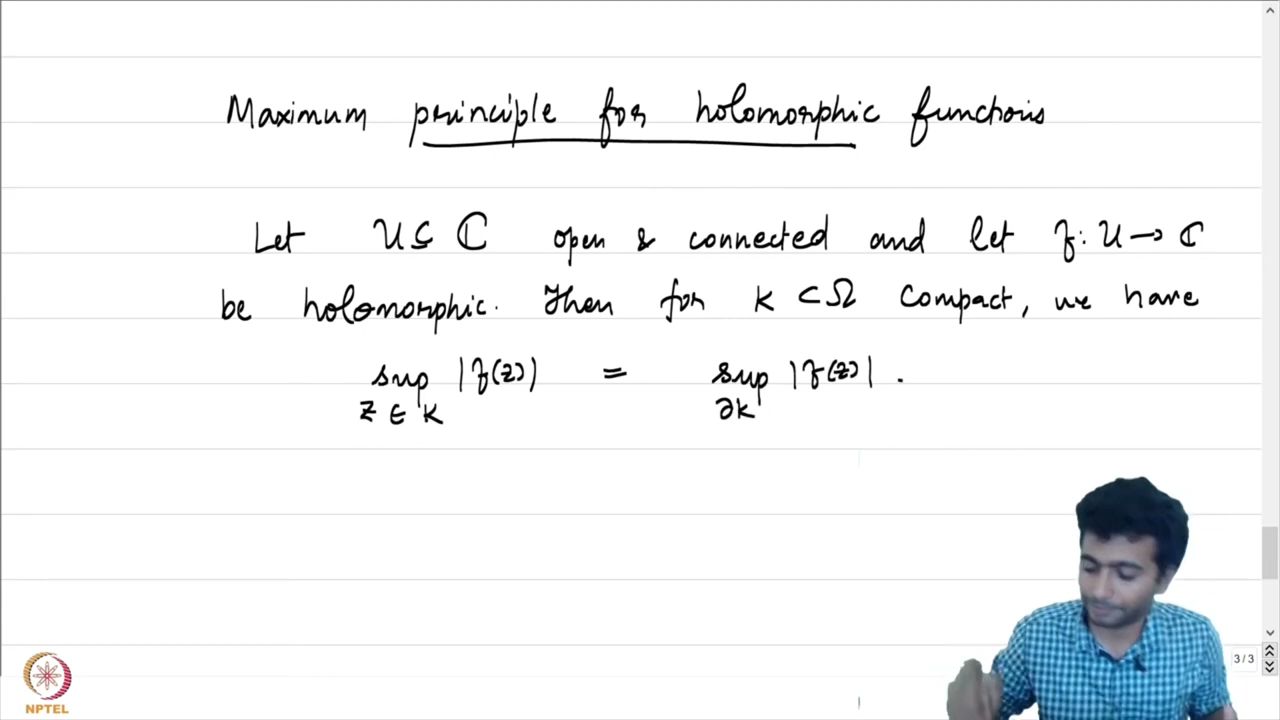 Maximum principle for holomorphic functions
Let U ⊆ ℂ open & connected and let f: U → ℂ
be holomorphic. Then for K ⊂ Ω compact, we have
sup |f(z)| = sup |f(z)| .
z ∈ K ∂K
3 / 3
NPTEL